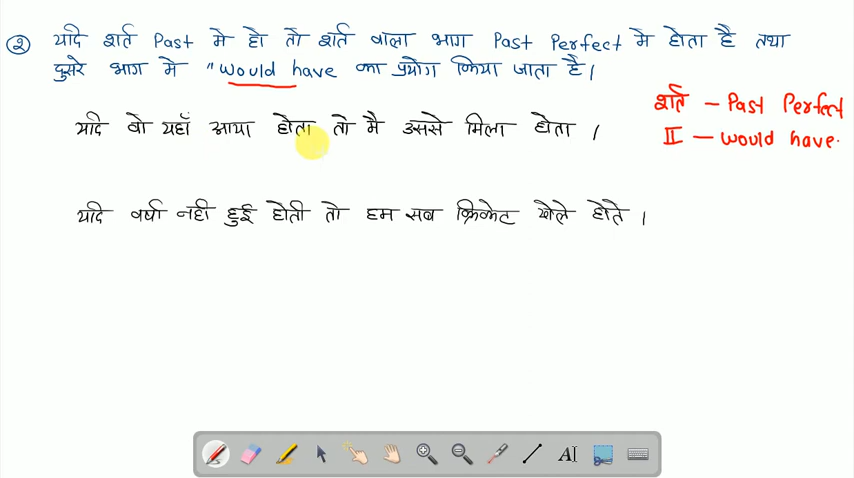 ② यदि शर्त Past मे हो तो शर्त वाला भाग Past Perfect मे होता है तथा
दुसरे भाग मे "would have का प्रयोग किया जाता है।
शर्त – Past Perfect
II – would have.
यदि वो यहाँ आया होता तो मै उससे मिला होता ।
यदि वर्षा नही हुई होती तो हम सब क्रिकेट खेले होते ।